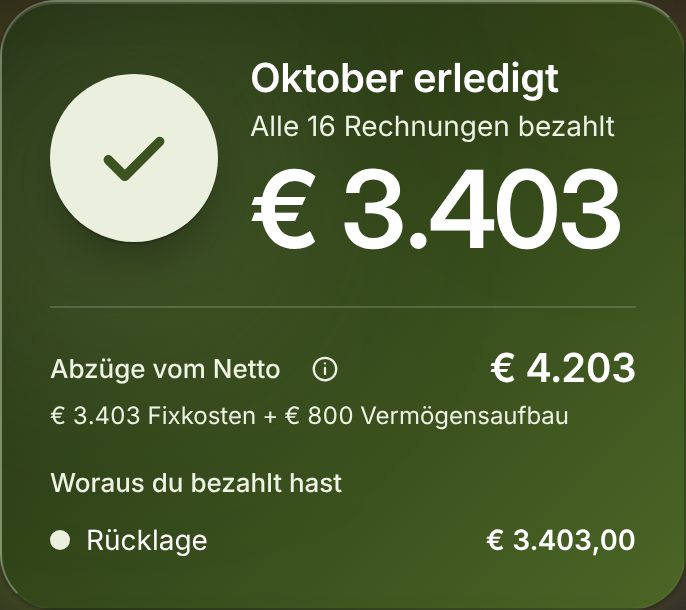 Oktober erledigt
Alle 16 Rechnungen bezahlt
€ 3.403
Abzüge vom Netto € 4.203
€ 3.403 Fixkosten + € 800 Vermögensaufbau
Woraus du bezahlt hast
Rücklage € 3.403,00